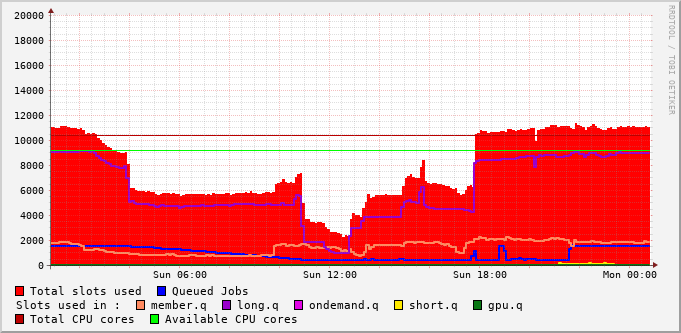 20000
18000
16000
14000
12000
10000
8000
6000
4000
2000
0
Sun 06:00 Sun 12:00 Sun 18:00 Mon 00:00
RRDTOOL / TOBI OETIKER
Total slots used Queued Jobs
Slots used in : member.q long.q ondemand.q short.q gpu.q
Total CPU cores Available CPU cores